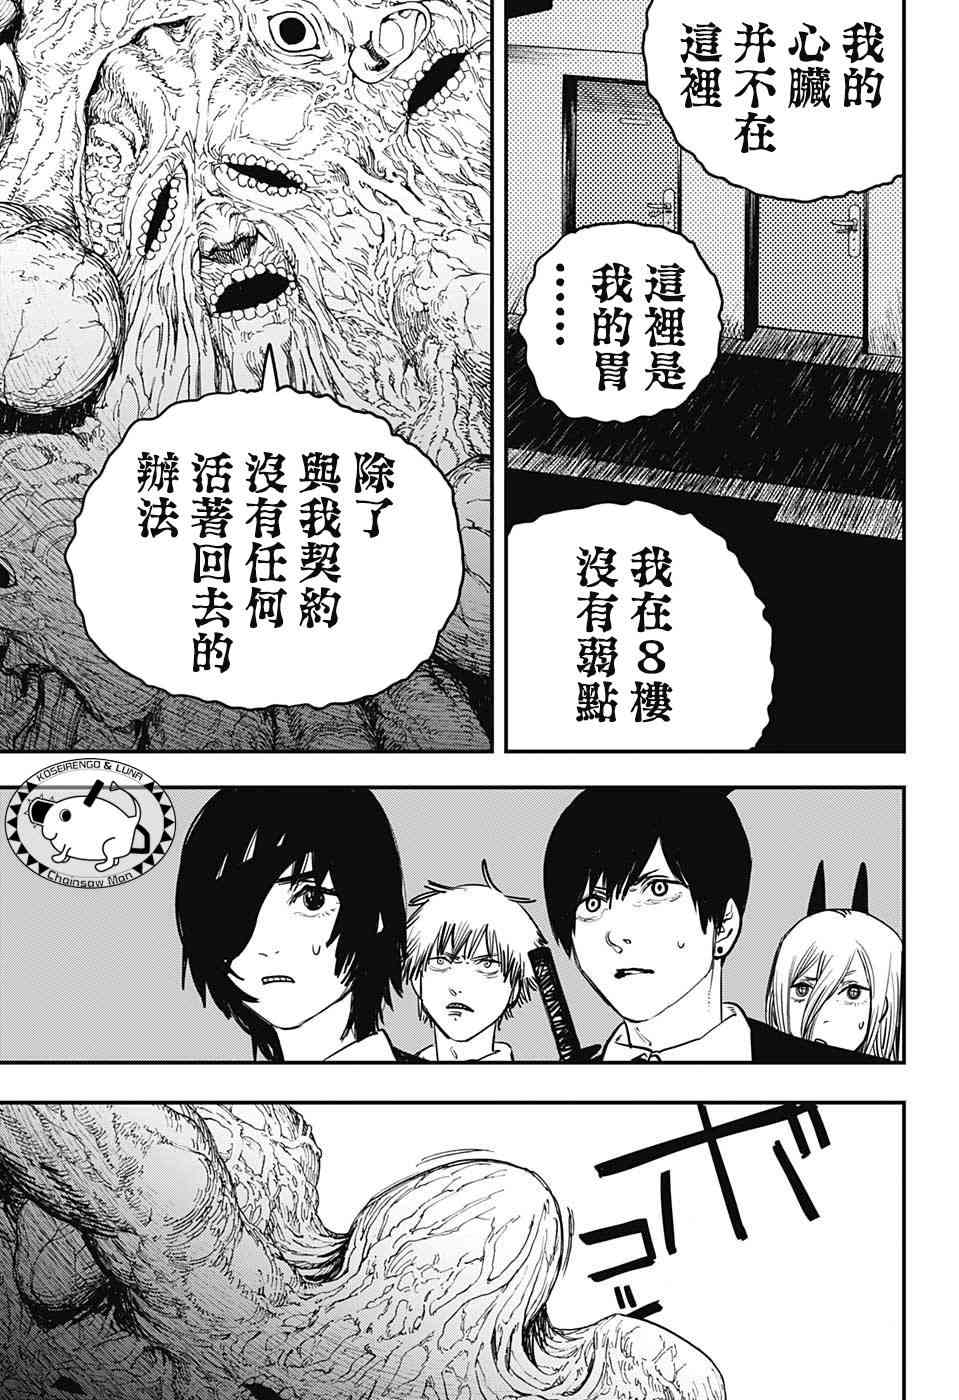 我的
心臟
并不在
這裡
這裡是
我的胃
……
我在8樓
沒有弱點
除了
與我契約
沒有任何
活著回去的
辦法
KOSEIRENGO & LUNA
Chainsaw Man
ボコッ